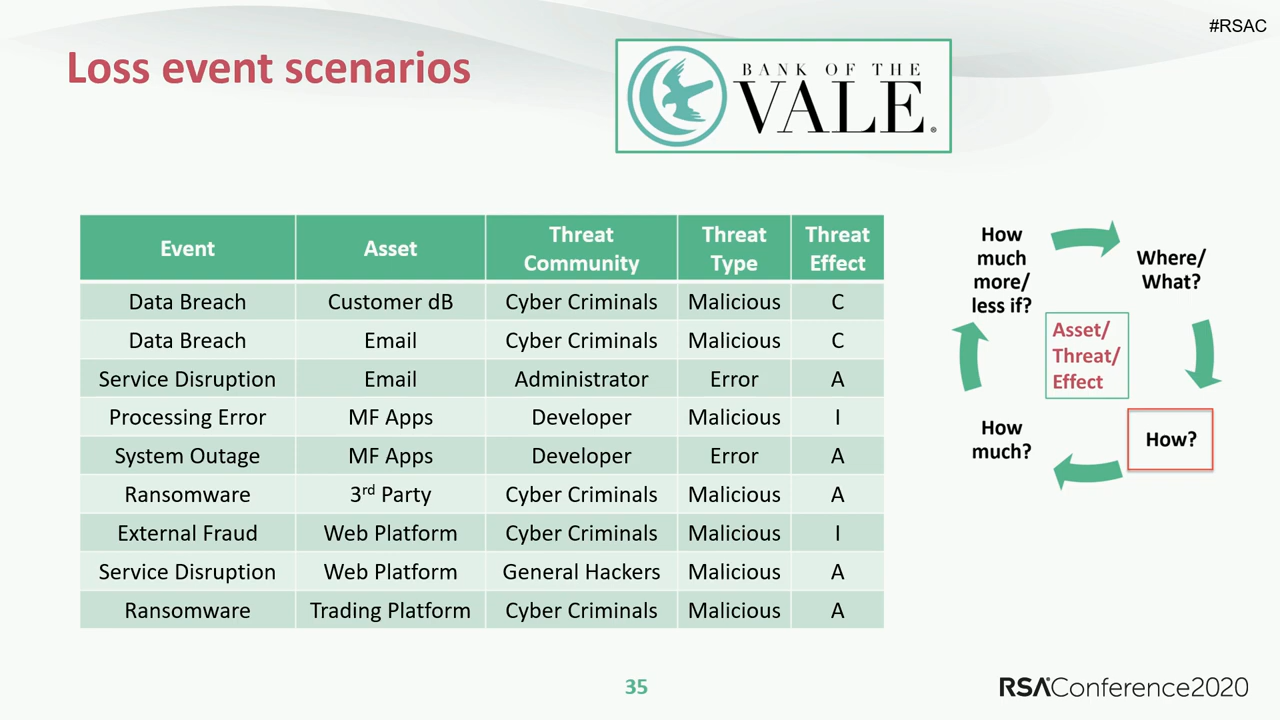 #RSAC
Loss event scenarios
BANK OF THE
VALE.
Event Asset Threat Community Threat Type Threat Effect
Data Breach Customer dB Cyber Criminals Malicious C
Data Breach Email Cyber Criminals Malicious C
Service Disruption Email Administrator Error A
Processing Error MF Apps Developer Malicious I
System Outage MF Apps Developer Error A
Ransomware 3rd Party Cyber Criminals Malicious A
External Fraud Web Platform Cyber Criminals Malicious I
Service Disruption Web Platform General Hackers Malicious A
Ransomware Trading Platform Cyber Criminals Malicious A
How
much
more/
less if?
Where/
What?
Asset/
Threat/
Effect
How?
How
much?
35
RSAConference2020